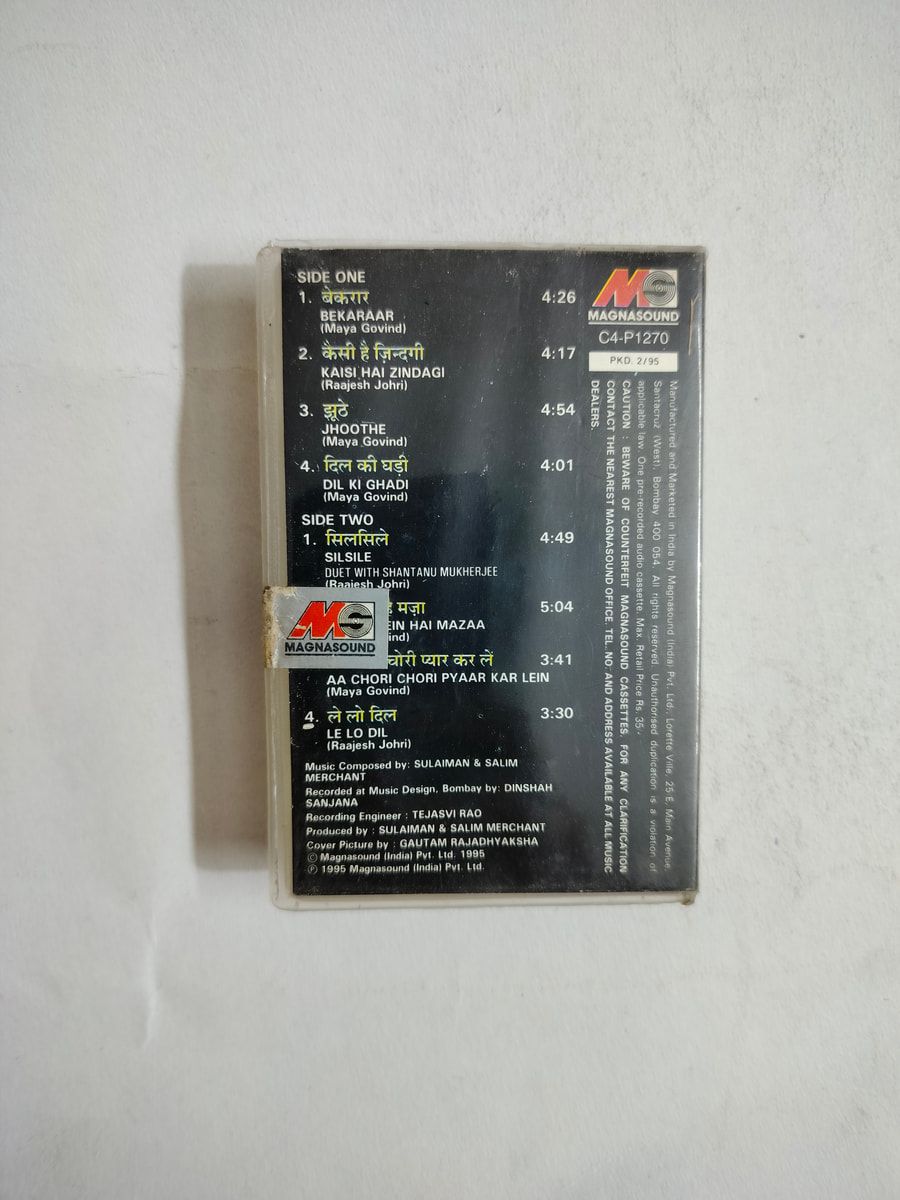 SIDE ONE
1. बेकरार 4:26
BEKARAAR
(Maya Govind)
2. कैसी है ज़िन्दगी 4:17
KAISI HAI ZINDAGI
(Raajesh Johri)
3. झूठे 4:54
JHOOTHE
(Maya Govind)
4. दिल की घड़ी 4:01
DIL KI GHADI
(Maya Govind)
SIDE TWO
1. सिलसिले 4:49
SILSILE
DUET WITH SHANTANU MUKHERJEE
(Raajesh Johri)
मज़ा 5:04
HAI MAZAA
चोरी प्यार कर लें 3:41
AA CHORI CHORI PYAAR KAR LEIN
(Maya Govind)
4. ले लो दिल 3:30
LE LO DIL
(Raajesh Johri)
Music Composed by: SULAIMAN & SALIM
MERCHANT
Recorded at Music Design, Bombay by: DINSHAH
SANJANA
Recording Engineer : TEJASVI RAO
Produced by : SULAIMAN & SALIM MERCHANT
Cover Picture by : GAUTAM RAJADHYAKSHA
© Magnasound (India) Pvt. Ltd. 1995
℗ 1995 Magnasound (India) Pvt. Ltd.
MS
MAGNASOUND
MS
MAGNASOUND
C4-P1270
PKD. 2/95
Manufactured and Marketed in India by Magnasound (India) Pvt. Ltd., Lorette Ville, 25 E, Main Avenue,
Santacruz (West), Bombay 400 054. All rights reserved. Unauthorised duplication is a violation of
applicable law. One pre-recorded audio cassette. Max. Retail Price Rs. 35/-
CAUTION : BEWARE OF COUNTERFEIT MAGNASOUND CASSETTES. FOR ANY CLARIFICATION
CONTACT THE NEAREST MAGNASOUND OFFICE. TEL. NO. AND ADDRESS AVAILABLE AT ALL MUSIC
DEALERS.